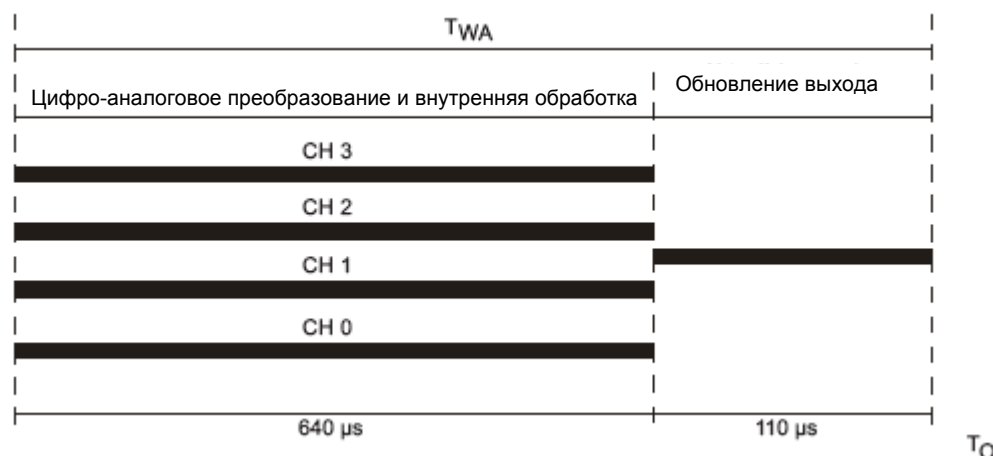 TWA
Цифро-аналоговое преобразование и внутренняя обработка
Обновление выхода
CH 3
CH 2
CH 1
CH 0
640 µs
110 µs